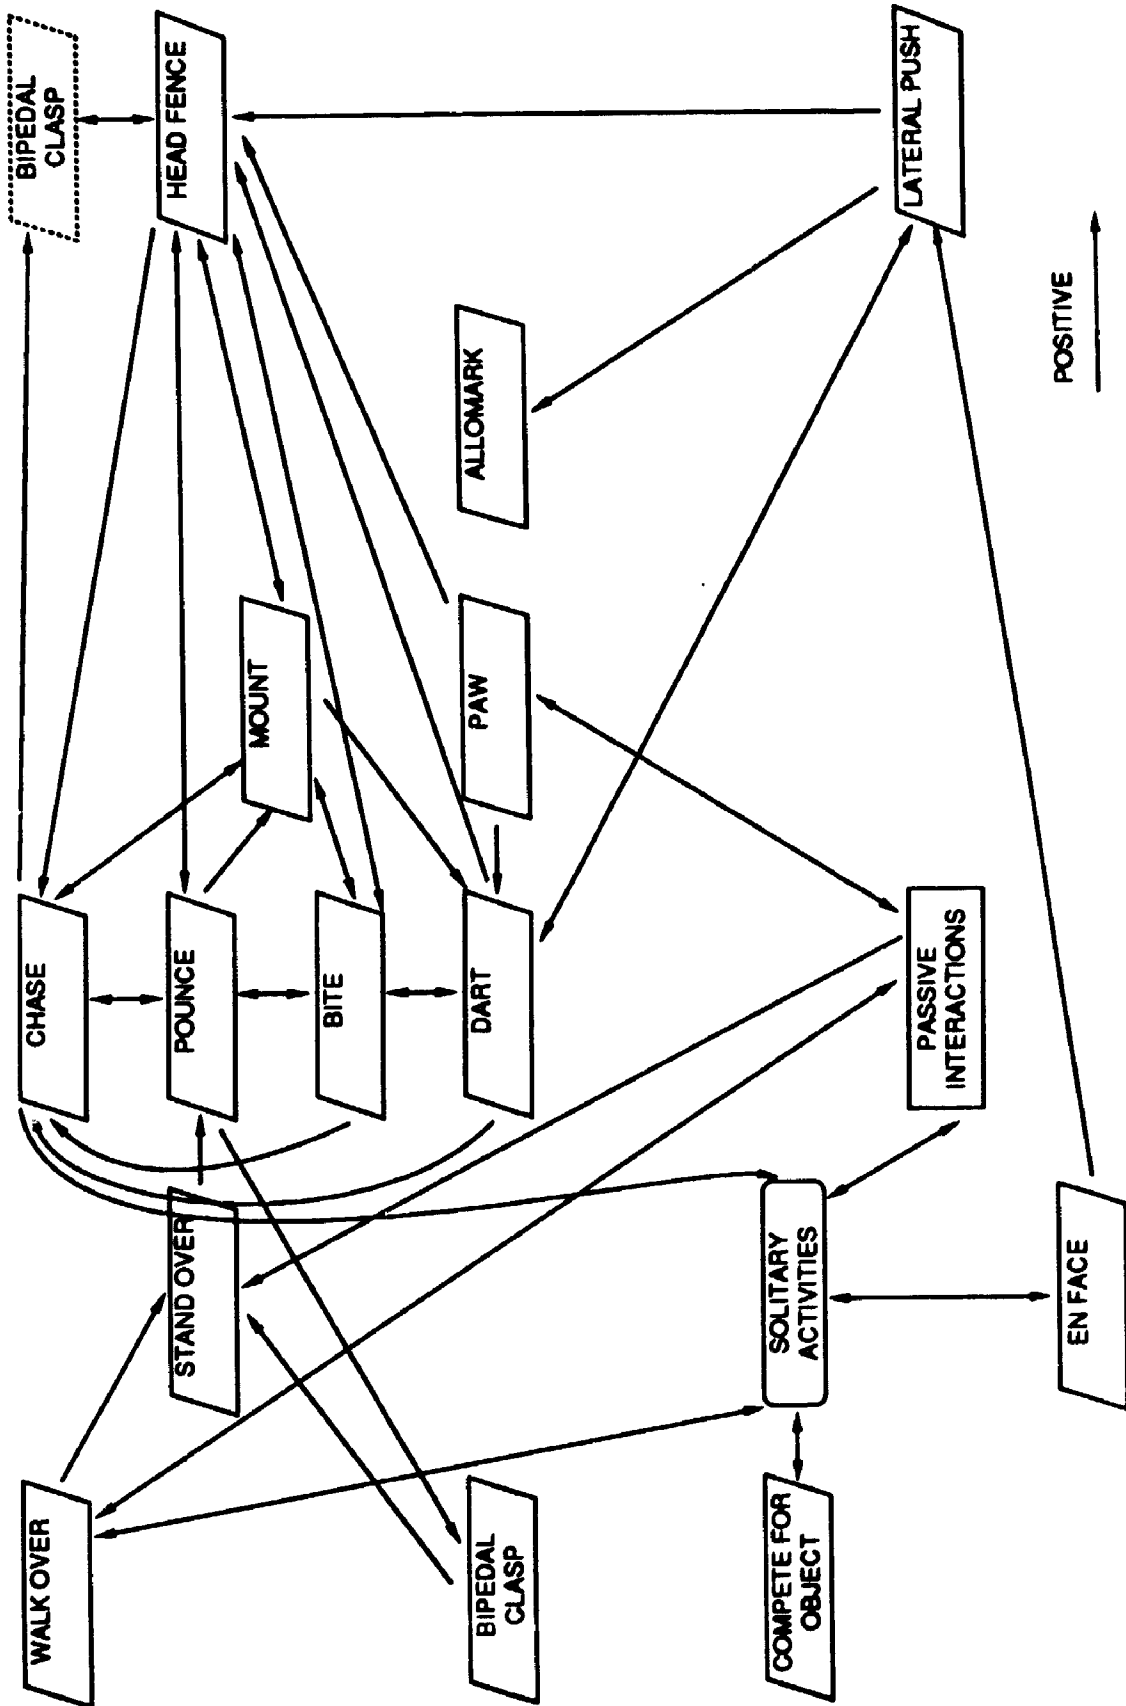 WALK OVER
STAND OVER
CHASE
POUNCE
BITE
DART
MOUNT
PAW
ALLOMARK
BIPEDAL
CLASP
HEAD FENCE
BIPEDAL
CLASP
COMPETE FOR
OBJECT
SOLITARY
ACTIVITIES
PASSIVE
INTERACTIONS
LATERAL PUSH
EN FACE
POSITIVE